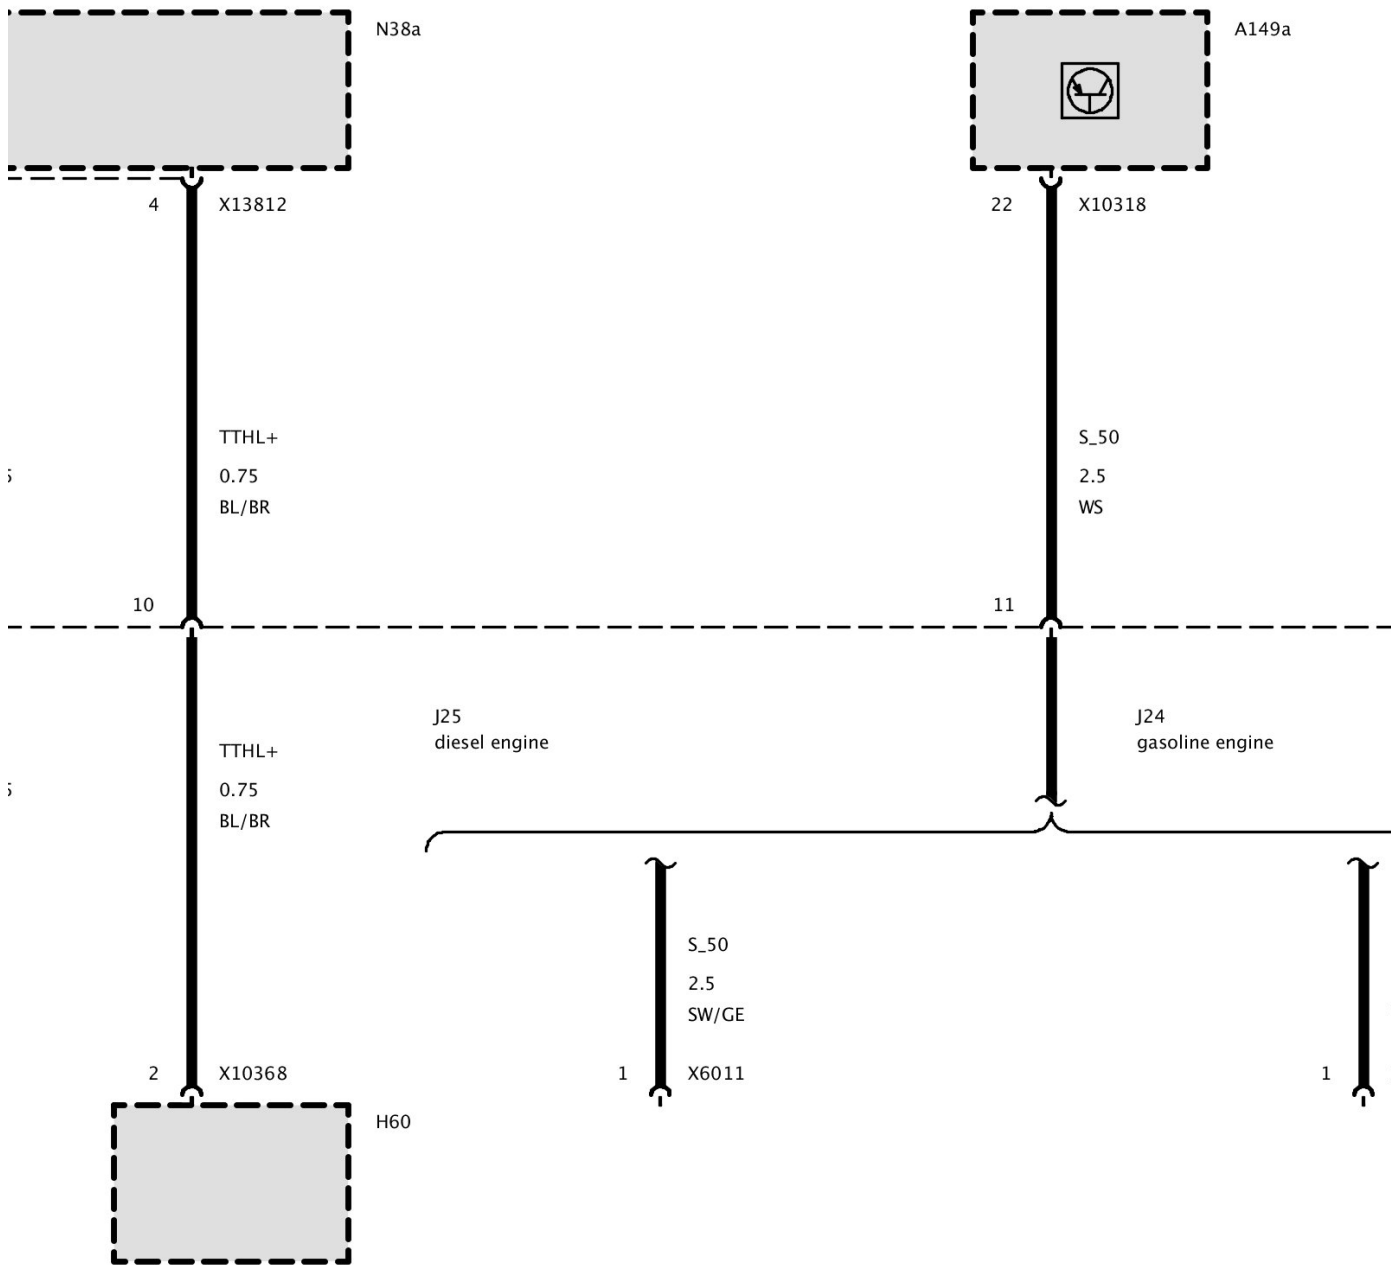 N38a
A149a
4
X13812
22
X10318
TTHL+
0.75
BL/BR
S_50
2.5
WS
10
11
J25
diesel engine
J24
gasoline engine
TTHL+
0.75
BL/BR
S_50
2.5
SW/GE
2
X10368
1
X6011
1
H60